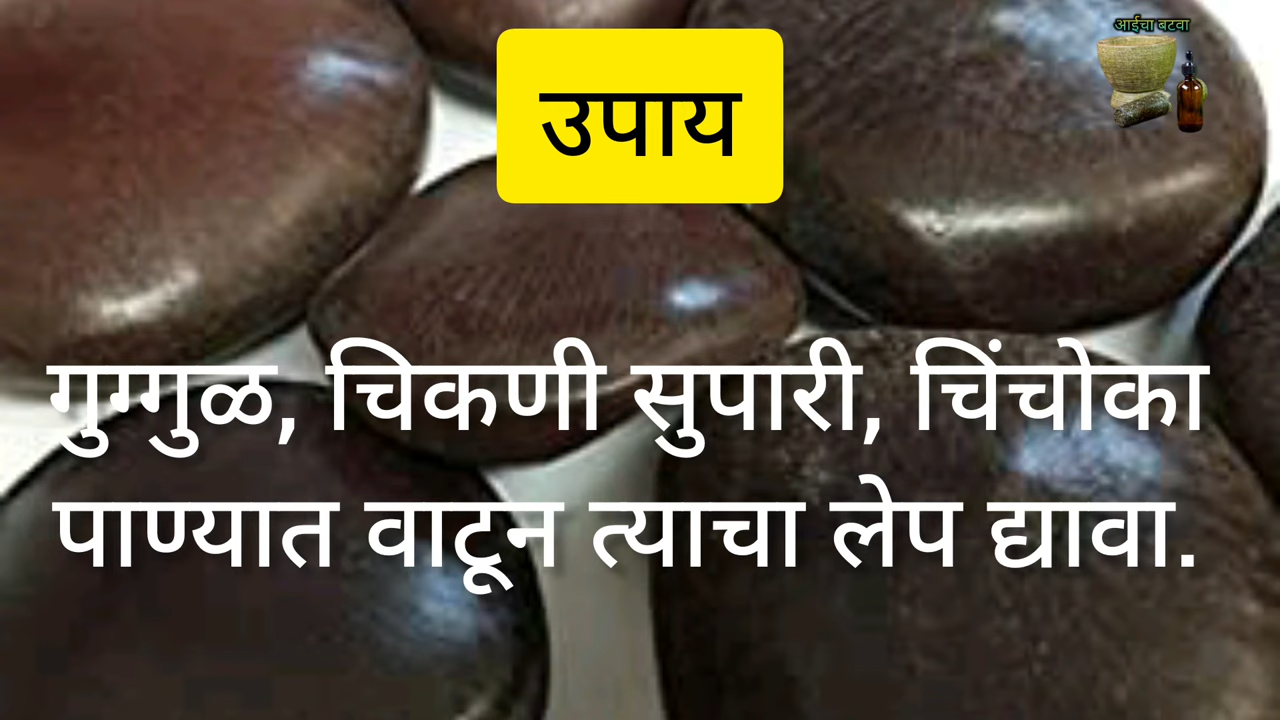 आईचा बटवा
उपाय
गुग्गुळ, चिकणी सुपारी, चिंचोका
पाण्यात वाटून त्याचा लेप द्यावा.